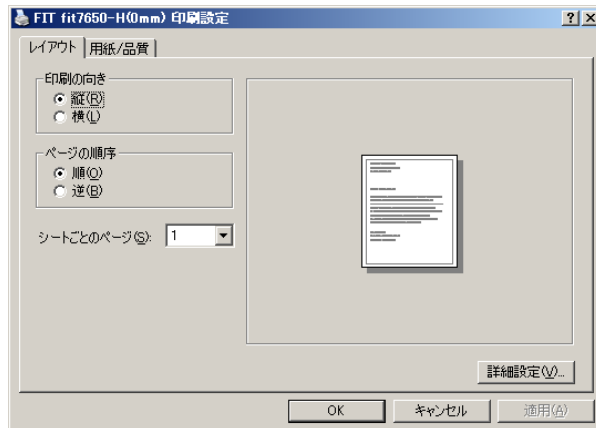 FIT fit7650-H(0mm) 印刷設定
レイアウト 用紙/品質
印刷の向き
縦(R)
横(L)
ページの順序
順(O)
逆(B)
シートごとのページ(S): 1
詳細設定(V)...
OK キャンセル 適用(A)